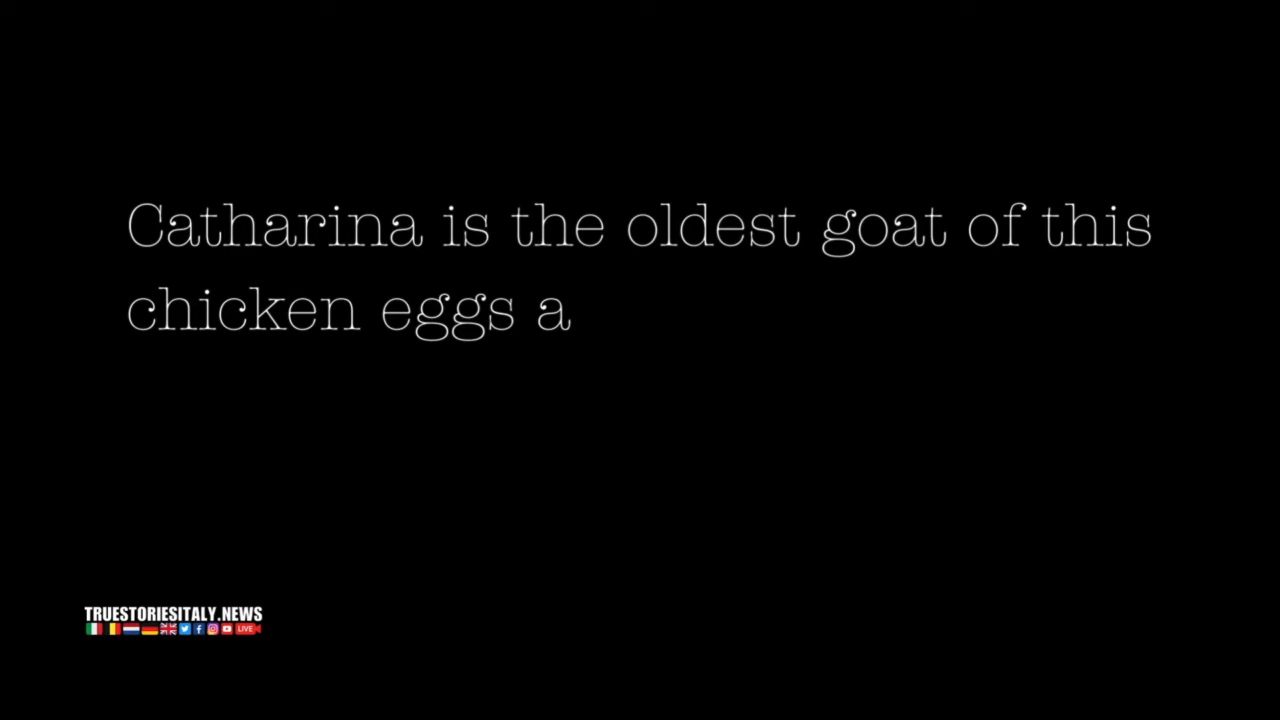 Catharina is the oldest goat of this
chicken eggs a
TRUESTORIESITALY.NEWS
LIVE